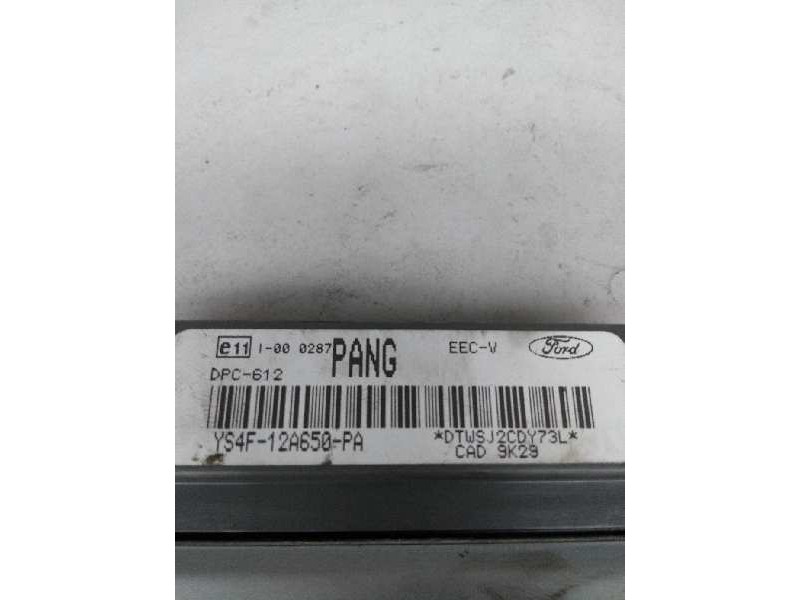 e11 I-00 0287 PANG EEC-V Ford
DPC-612
YS4F-12A650-PA *DTWSJ2CDY73L*
CAD 9K29